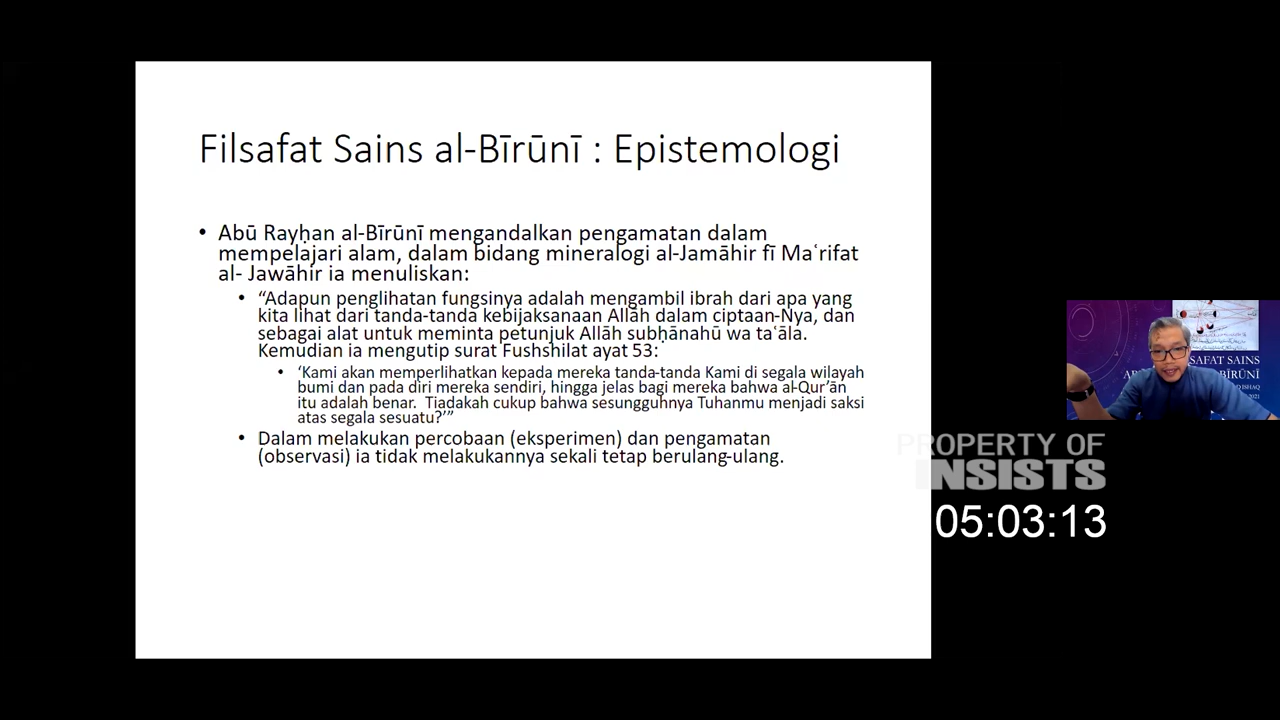 Filsafat Sains al-Bīrūnī : Epistemologi
• Abū Rayḥan al-Bīrūnī mengandalkan pengamatan dalam
mempelajari alam, dalam bidang mineralogi al-Jamāhir fī Maʿrifat
al- Jawāhir ia menuliskan:
• “Adapun penglihatan fungsinya adalah mengambil ibrah dari apa yang
kita lihat dari tanda-tanda kebijaksanaan Allāh dalam ciptaan-Nya, dan
sebagai alat untuk meminta petunjuk Allāh subḥānahū wa taʿāla.
Kemudian ia mengutip surat Fushshilat ayat 53:
• ‘Kami akan memperlihatkan kepada mereka tanda-tanda Kami di segala wilayah
bumi dan pada diri mereka sendiri, hingga jelas bagi mereka bahwa al-Qur’ān
itu adalah benar.  Tiadakah cukup bahwa sesungguhnya Tuhanmu menjadi saksi
atas segala sesuatu?’”
• Dalam melakukan percobaan (eksperimen) dan pengamatan
(observasi) ia tidak melakukannya sekali tetap berulang-ulang.
SAFAT SAINS
BĪRŪNĪ
ISHAQ
2021
PROPERTY OF
INSISTS
05:03:13